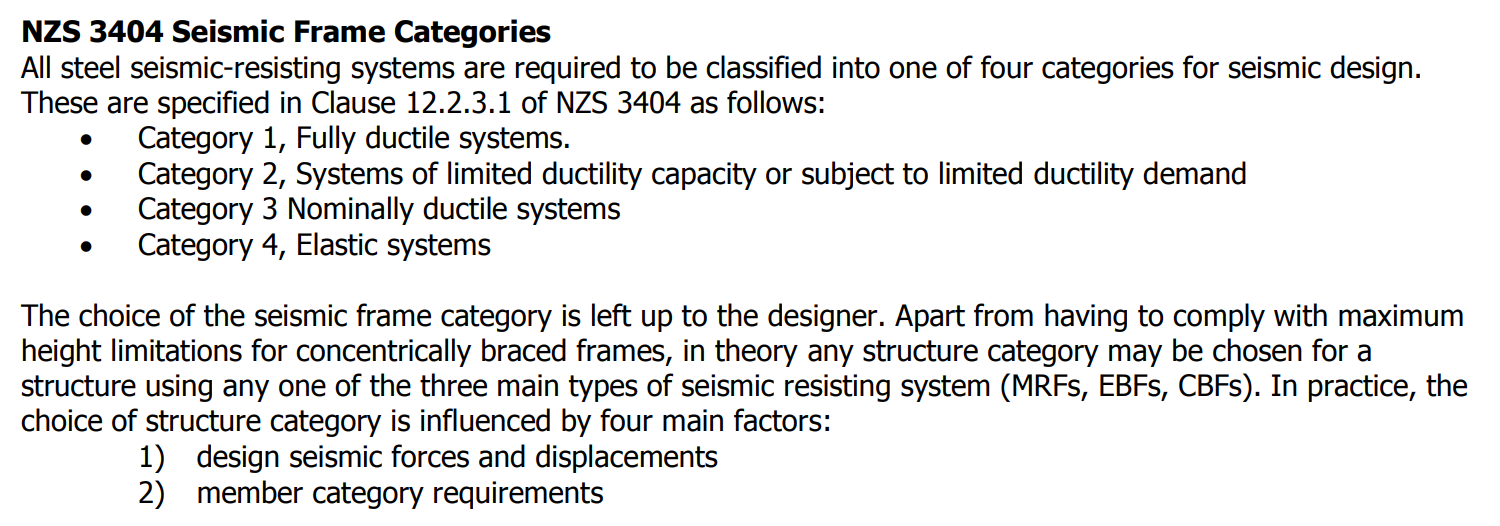 NZS 3404 Seismic Frame Categories
All steel seismic-resisting systems are required to be classified into one of four categories for seismic design.
These are specified in Clause 12.2.3.1 of NZS 3404 as follows:
• Category 1, Fully ductile systems.
• Category 2, Systems of limited ductility capacity or subject to limited ductility demand
• Category 3 Nominally ductile systems
• Category 4, Elastic systems
The choice of the seismic frame category is left up to the designer. Apart from having to comply with maximum
height limitations for concentrically braced frames, in theory any structure category may be chosen for a
structure using any one of the three main types of seismic resisting system (MRFs, EBFs, CBFs). In practice, the
choice of structure category is influenced by four main factors:
1) design seismic forces and displacements
2) member category requirements